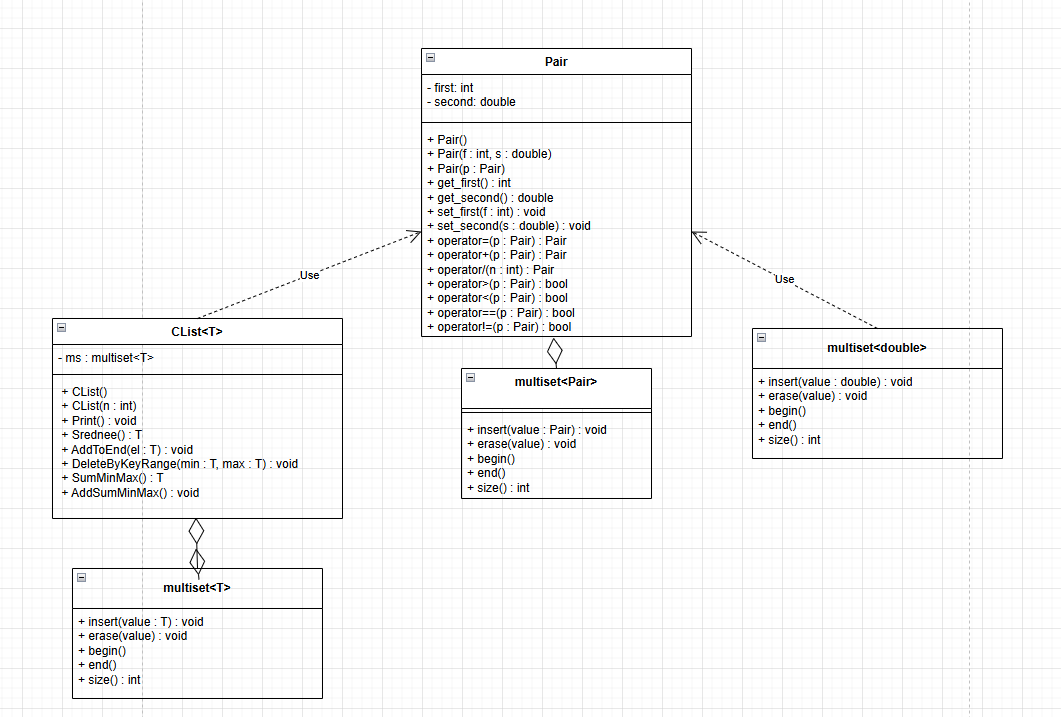 Pair
- first: int
- second: double
+ Pair()
+ Pair(f : int, s : double)
+ Pair(p : Pair)
+ get_first() : int
+ get_second() : double
+ set_first(f : int) : void
+ set_second(s : double) : void
+ operator=(p : Pair) : Pair
+ operator+(p : Pair) : Pair
+ operator/(n : int) : Pair
+ operator>(p : Pair) : bool
+ operator<(p : Pair) : bool
+ operator==(p : Pair) : bool
+ operator!=(p : Pair) : bool
Use
Use
CList<T>
- ms : multiset<T>
+ CList()
+ CList(n : int)
+ Print() : void
+ Srednee() : T
+ AddToEnd(el : T) : void
+ DeleteByKeyRange(min : T, max : T) : void
+ SumMinMax() : T
+ AddSumMinMax() : void
multiset<Pair>
+ insert(value : Pair) : void
+ erase(value) : void
+ begin()
+ end()
+ size() : int
multiset<double>
+ insert(value : double) : void
+ erase(value) : void
+ begin()
+ end()
+ size() : int
multiset<T>
+ insert(value : T) : void
+ erase(value) : void
+ begin()
+ end()
+ size() : int